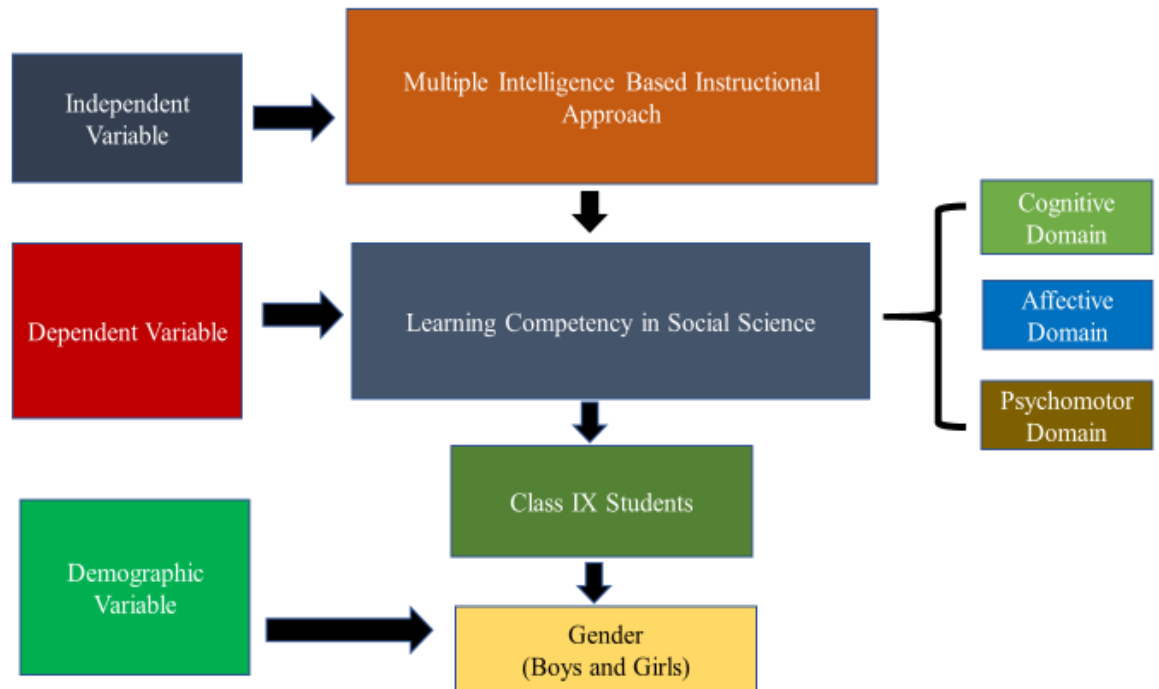 Independent
Variable
Multiple Intelligence Based Instructional
Approach
Cognitive
Domain
Dependent Variable
Learning Competency in Social Science
Affective
Domain
Psychomotor
Domain
Class IX Students
Demographic
Variable
Gender
(Boys and Girls)